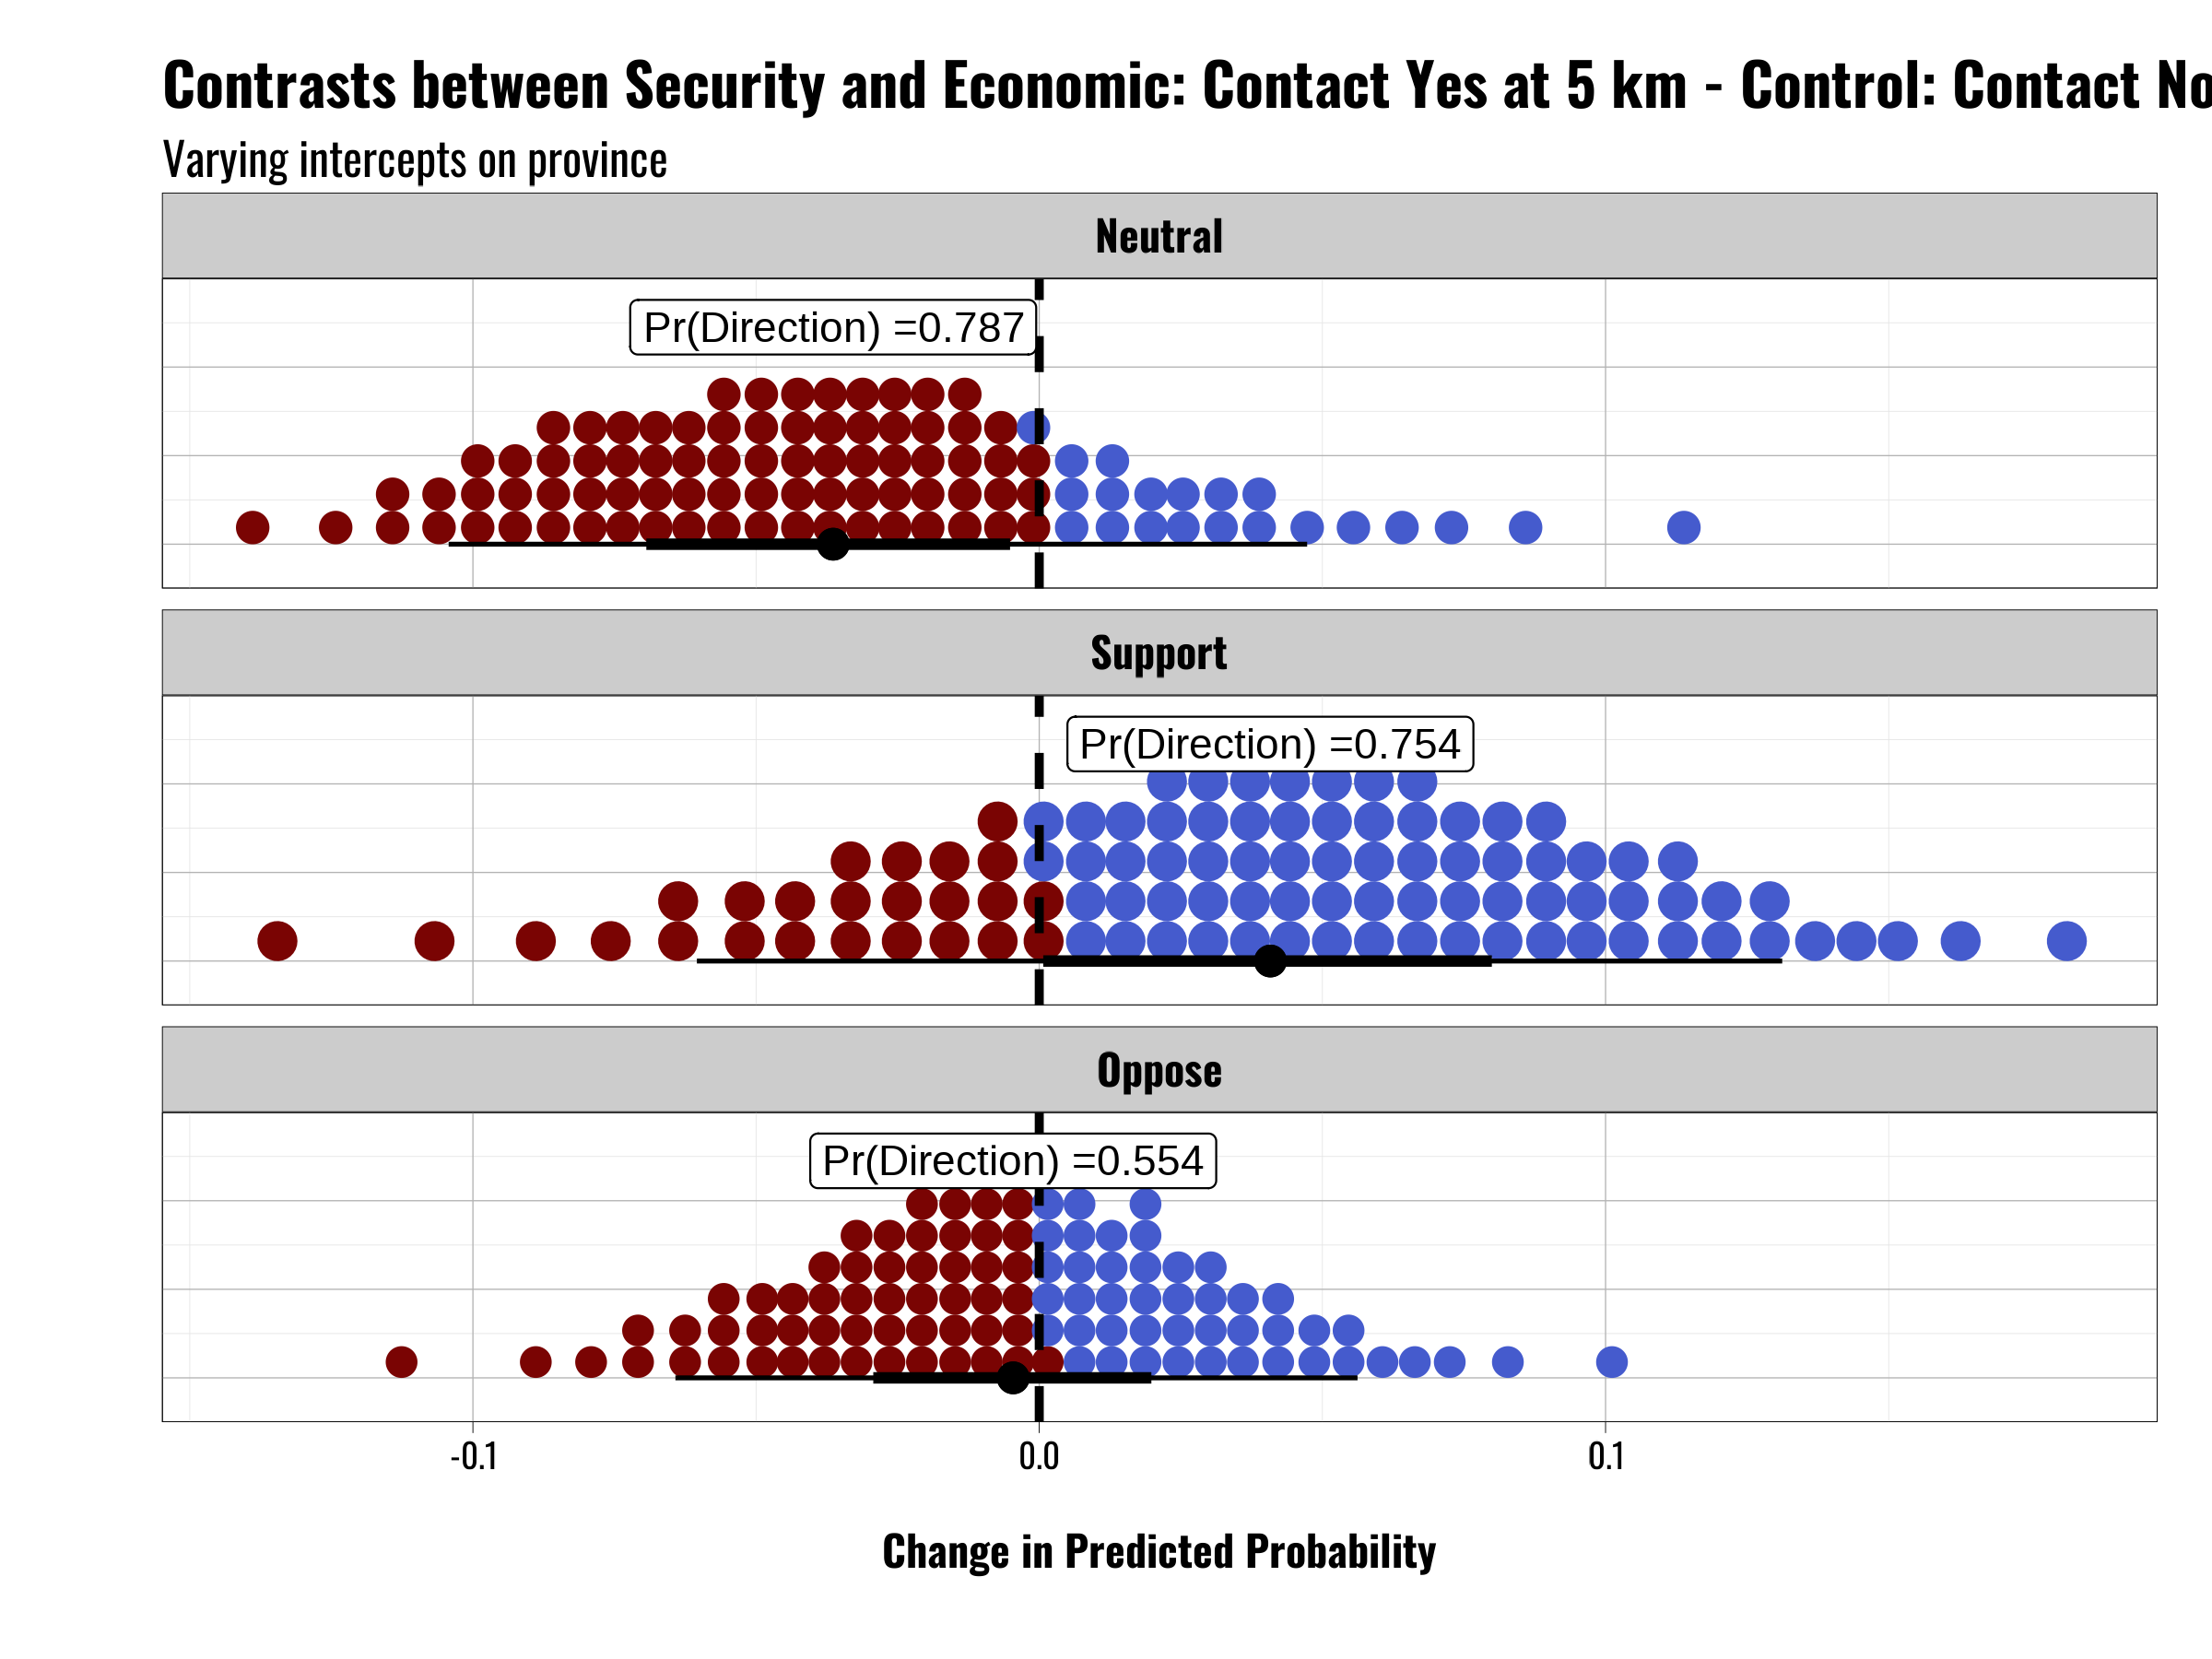 Contrasts between Security and Economic: Contact Yes at 5 km - Control: Contact No
Varying intercepts on province
Neutral
Pr(Direction) =0.787
Support
Pr(Direction) =0.754
Oppose
Pr(Direction) =0.554
-0.1 0.0 0.1
Change in Predicted Probability